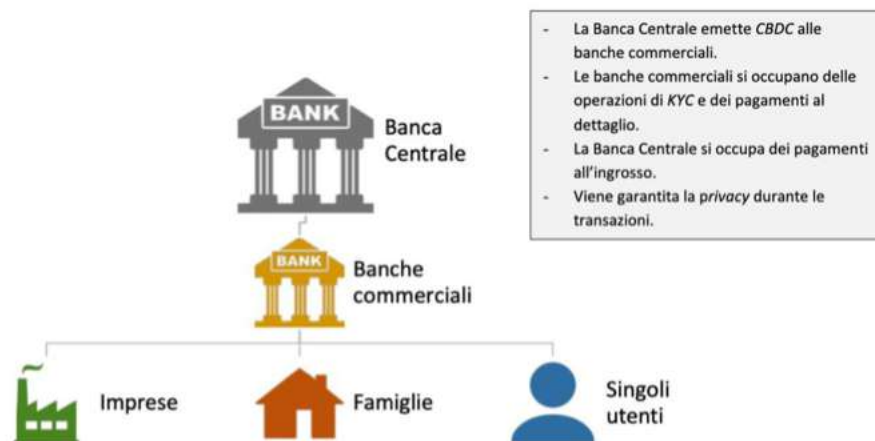 - La Banca Centrale emette CBDC alle
banche commerciali.
- Le banche commerciali si occupano delle
operazioni di KYC e dei pagamenti al
dettaglio.
- La Banca Centrale si occupa dei pagamenti
all'ingrosso.
- Viene garantita la privacy durante le
transazioni.
BANK
Banca
Centrale
BANK
Banche
commerciali
Imprese
Famiglie
Singoli
utenti